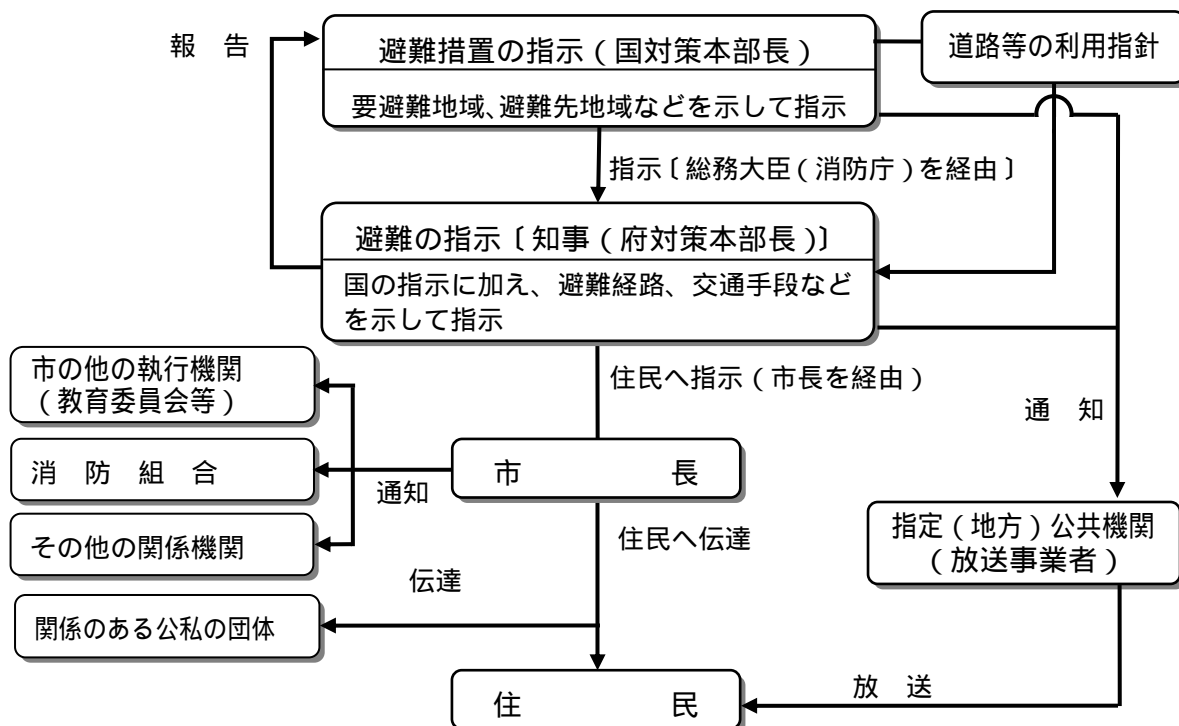 報　告
避難措置の指示（国対策本部長）
道路等の利用指針
要避難地域、避難先地域などを示して指示
指示〔総務大臣（消防庁）を経由〕
避難の指示〔知事（府対策本部長）〕
国の指示に加え、避難経路、交通手段など
を示して指示
市の他の執行機関
（教育委員会等）
住民へ指示（市長を経由）
通　知
消　防　組　合
通知
市　　　　　長
その他の関係機関
住民へ伝達
指定（地方）公共機関
（放送事業者）
伝達
関係のある公私の団体
住　　　　　民
放　送